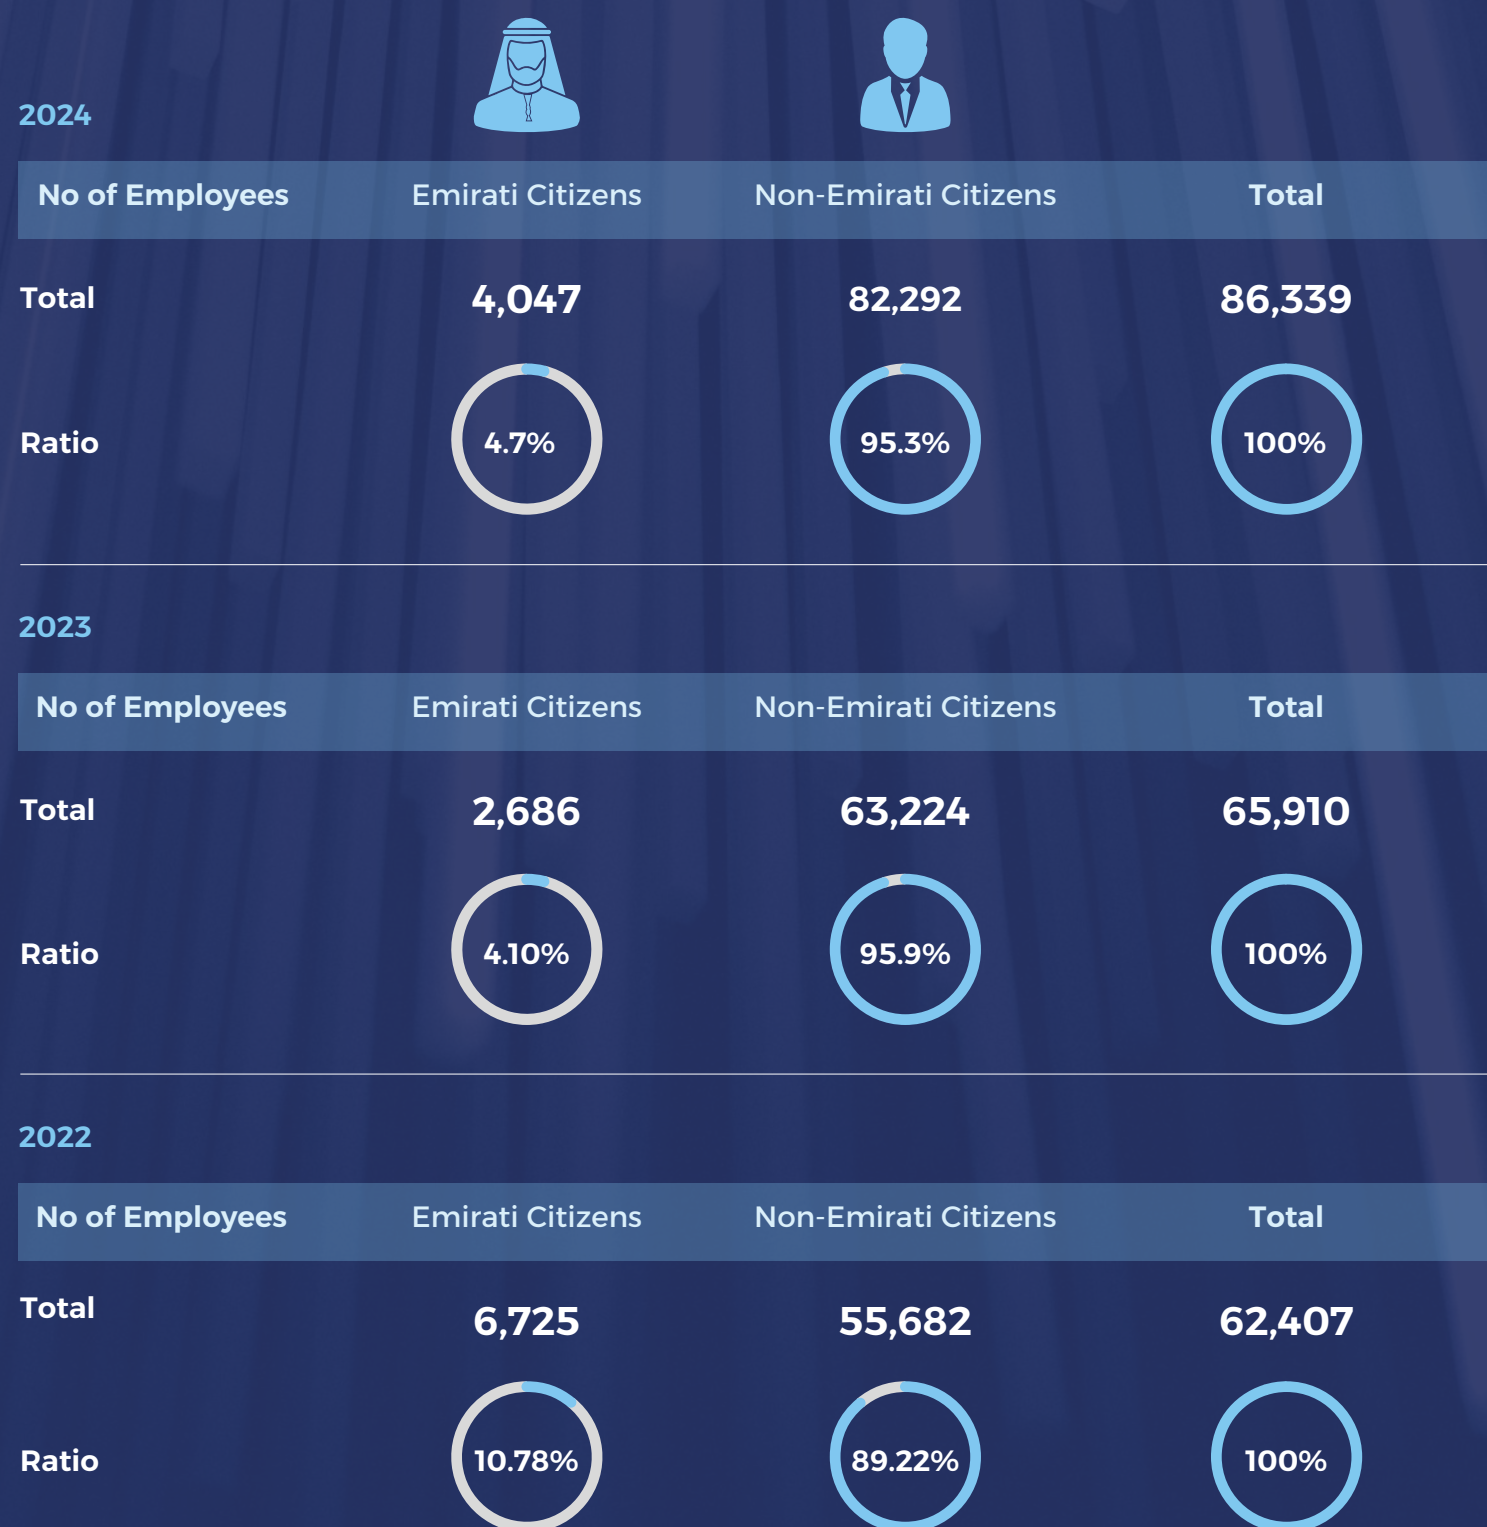 2024
No of Employees Emirati Citizens Non-Emirati Citizens Total
Total 4,047 82,292 86,339
Ratio 4.7% 95.3% 100%
2023
No of Employees Emirati Citizens Non-Emirati Citizens Total
Total 2,686 63,224 65,910
Ratio 4.10% 95.9% 100%
2022
No of Employees Emirati Citizens Non-Emirati Citizens Total
Total 6,725 55,682 62,407
Ratio 10.78% 89.22% 100%